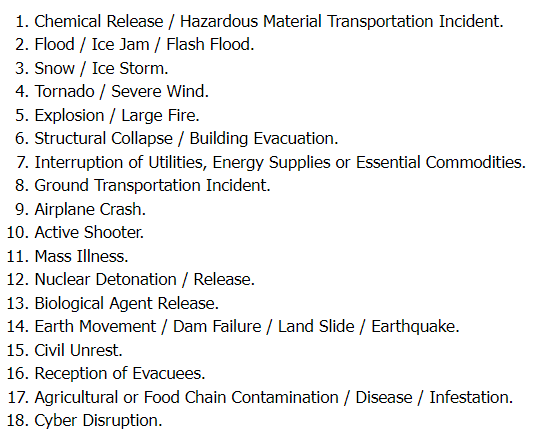 1. Chemical Release / Hazardous Material Transportation Incident.
2. Flood / Ice Jam / Flash Flood.
3. Snow / Ice Storm.
4. Tornado / Severe Wind.
5. Explosion / Large Fire.
6. Structural Collapse / Building Evacuation.
7. Interruption of Utilities, Energy Supplies or Essential Commodities.
8. Ground Transportation Incident.
9. Airplane Crash.
10. Active Shooter.
11. Mass Illness.
12. Nuclear Detonation / Release.
13. Biological Agent Release.
14. Earth Movement / Dam Failure / Land Slide / Earthquake.
15. Civil Unrest.
16. Reception of Evacuees.
17. Agricultural or Food Chain Contamination / Disease / Infestation.
18. Cyber Disruption.